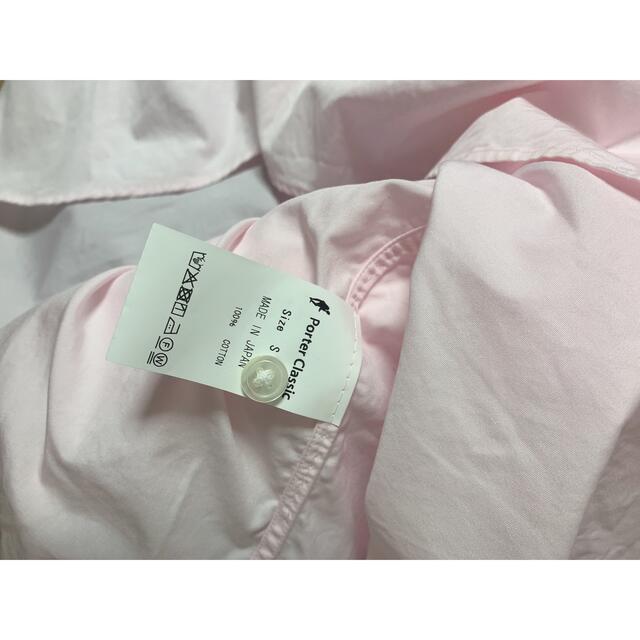 Porter Classic
Size S
MADE IN JAPAN
100% COTTON
W